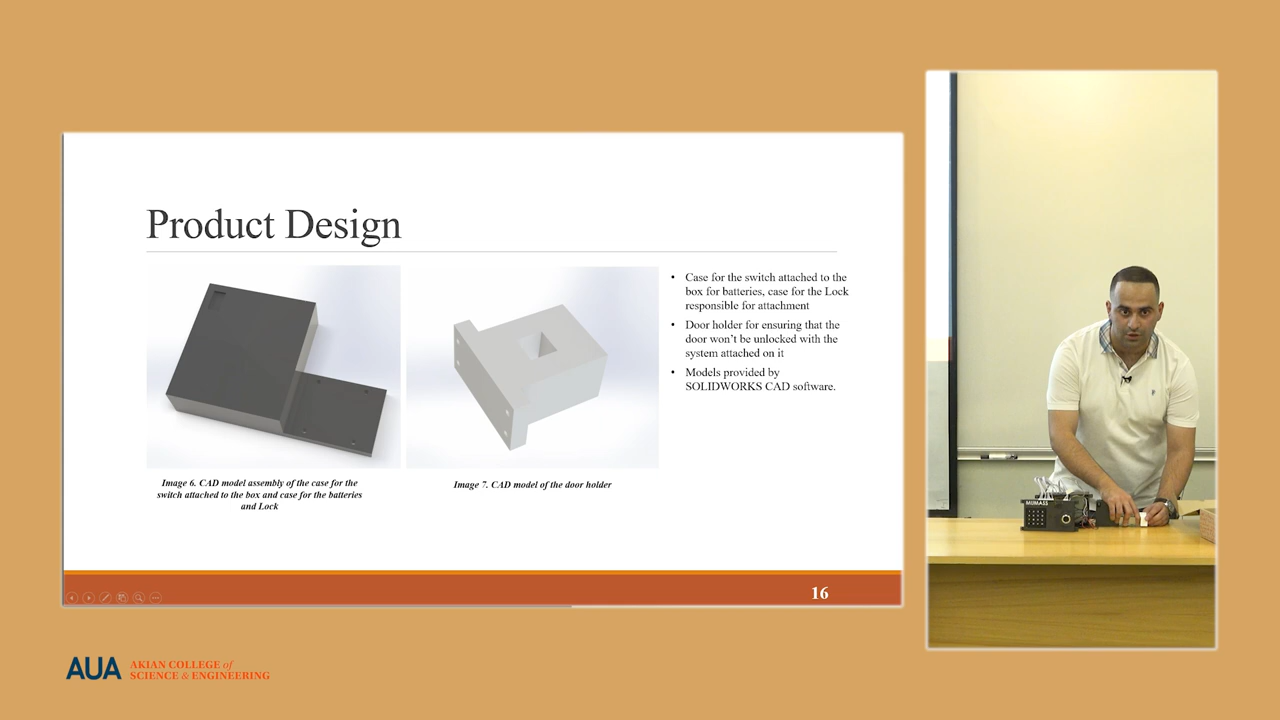 Product Design
• Case for the switch attached to the
box for batteries, case for the Lock
responsible for attachment
• Door holder for ensuring that the
door won't be unlocked with the
system attached on it
• Models provided by
SOLIDWORKS CAD software.
Image 6. CAD model assembly of the case for the
switch attached to the box and case for the batteries
and Lock
Image 7. CAD model of the door holder
16
AUA AKIAN COLLEGE of
SCIENCE & ENGINEERING